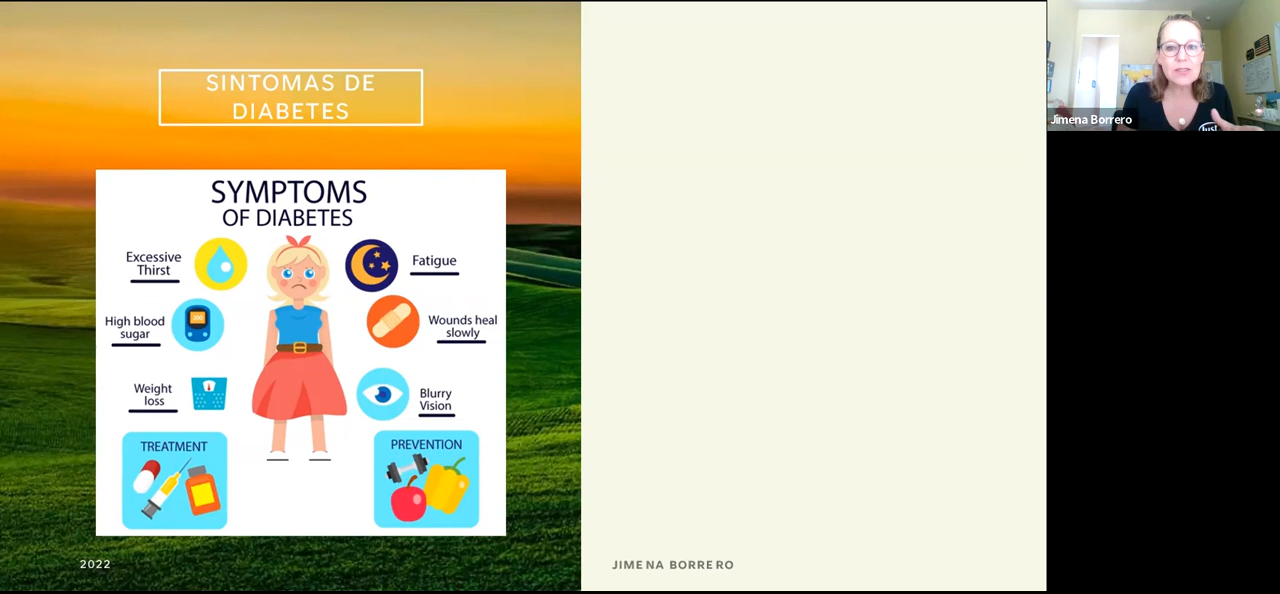 SINTOMAS DE
DIABETES
SYMPTOMS
OF DIABETES
Excessive
Thirst
Fatigue
High blood
sugar
Wounds heal
slowly
Weight
loss
Blurry
Vision
TREATMENT
PREVENTION
2022
JIMENA BORRERO
Jimena Borrero